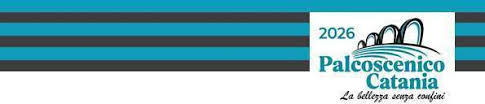 2026
Palcoscenico
Catania
La bellezza senza confini